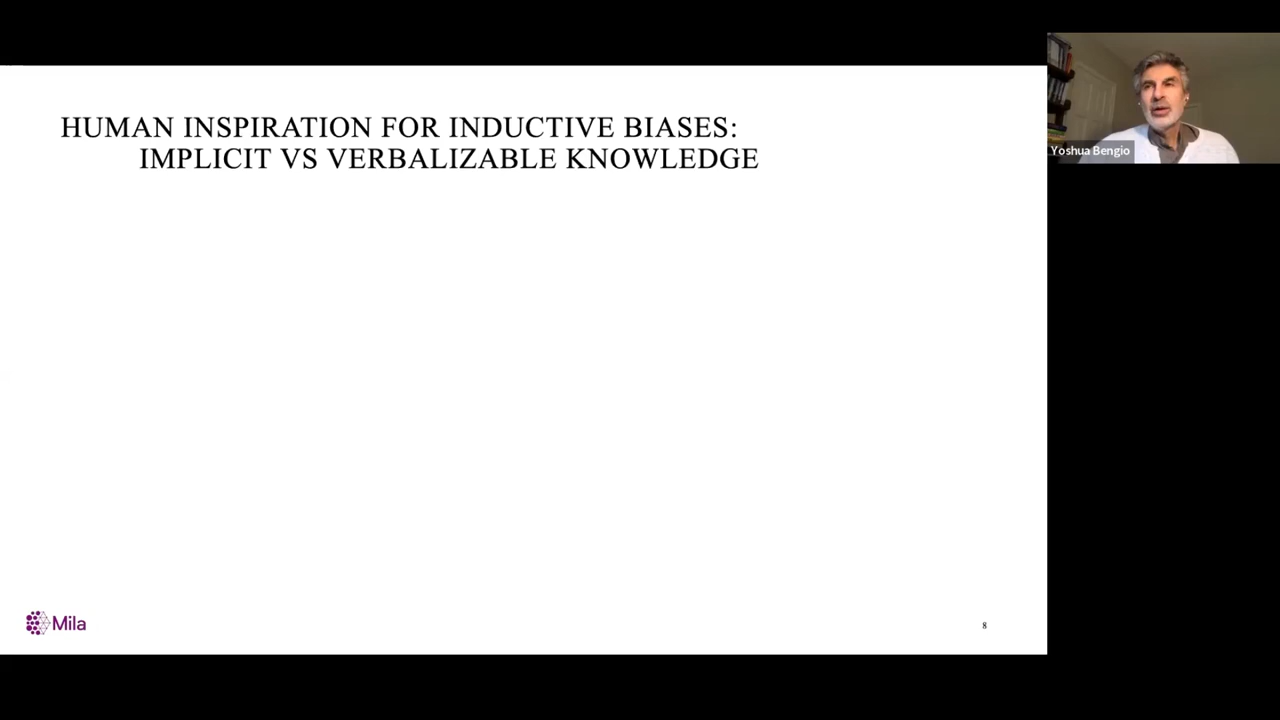 HUMAN INSPIRATION FOR INDUCTIVE BIASES:
IMPLICIT VS VERBALIZABLE KNOWLEDGE
Yoshua Bengio
Mila
8